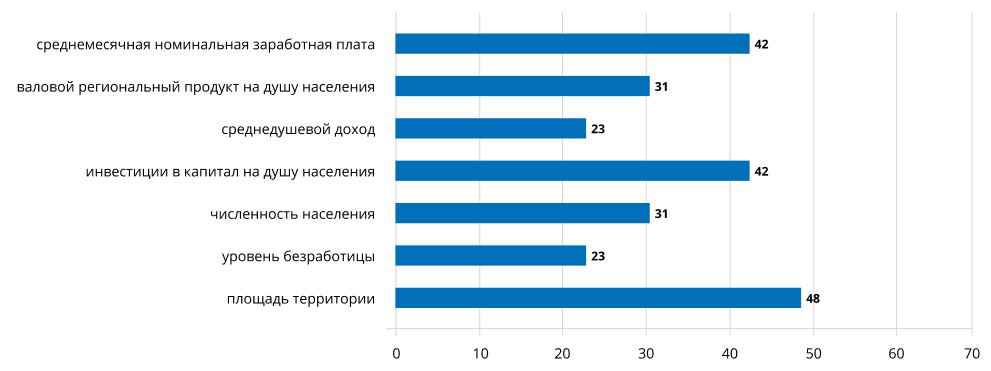 среднемесячная номинальная заработная плата 42
валовой региональный продукт на душу населения 31
среднедушевой доход 23
инвестиции в капитал на душу населения 42
численность населения 31
уровень безработицы 23
площадь территории 48
0 10 20 30 40 50 60 70